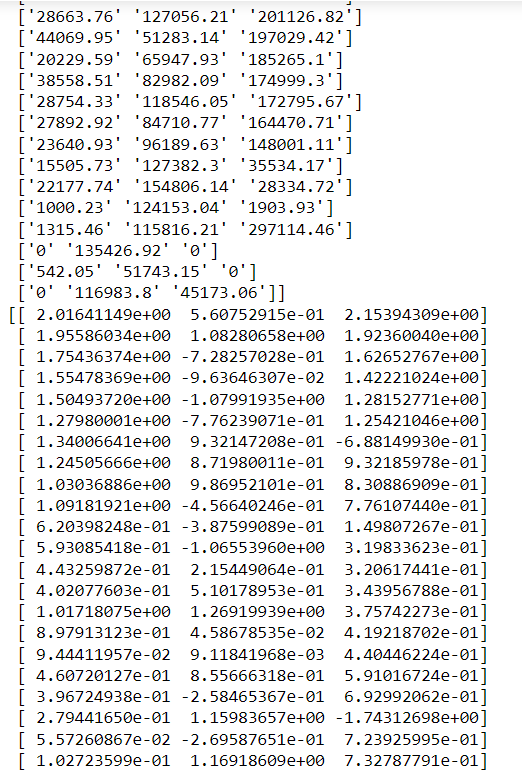 ['28663.76' '127056.21' '201126.82']
['44069.95' '51283.14' '197029.42']
['20229.59' '65947.93' '185265.1']
['38558.51' '82982.09' '174999.3']
['28754.33' '118546.05' '172795.67']
['27892.92' '84710.77' '164470.71']
['23640.93' '96189.63' '148001.11']
['15505.73' '127382.3' '35534.17']
['22177.74' '154806.14' '28334.72']
['1000.23' '124153.04' '1903.93']
['1315.46' '115816.21' '297114.46']
['0' '135426.92' '0']
['542.05' '51743.15' '0']
['0' '116983.8' '45173.06']]
[[ 2.01641149e+00 5.60752915e-01 2.15394309e+00]
[ 1.95586034e+00 1.08280658e+00 1.92360040e+00]
[ 1.75436374e+00 -7.28257028e-01 1.62652767e+00]
[ 1.55478369e+00 -9.63646307e-02 1.42221024e+00]
[ 1.50493720e+00 -1.07991935e+00 1.28152771e+00]
[ 1.27980001e+00 -7.76239071e-01 1.25421046e+00]
[ 1.34006641e+00 9.32147208e-01 -6.88149930e-01]
[ 1.24505666e+00 8.71980011e-01 9.32185978e-01]
[ 1.03036886e+00 9.86952101e-01 8.30886909e-01]
[ 1.09181921e+00 -4.56640246e-01 7.76107440e-01]
[ 6.20398248e-01 -3.87599089e-01 1.49807267e-01]
[ 5.93085418e-01 -1.06553960e+00 3.19833623e-01]
[ 4.43259872e-01 2.15449064e-01 3.20617441e-01]
[ 4.02077603e-01 5.10178953e-01 3.43956788e-01]
[ 1.01718075e+00 1.26919939e+00 3.75742273e-01]
[ 8.97913123e-01 4.58678535e-02 4.19218702e-01]
[ 9.44411957e-02 9.11841968e-03 4.40446224e-01]
[ 4.60720127e-01 8.55666318e-01 5.91016724e-01]
[ 3.96724938e-01 -2.58465367e-01 6.92992062e-01]
[ 2.79441650e-01 1.15983657e+00 -1.74312698e+00]
[ 5.57260867e-02 -2.69587651e-01 7.23925995e-01]
[ 1.02723599e-01 1.16918609e+00 7.32787791e-01]